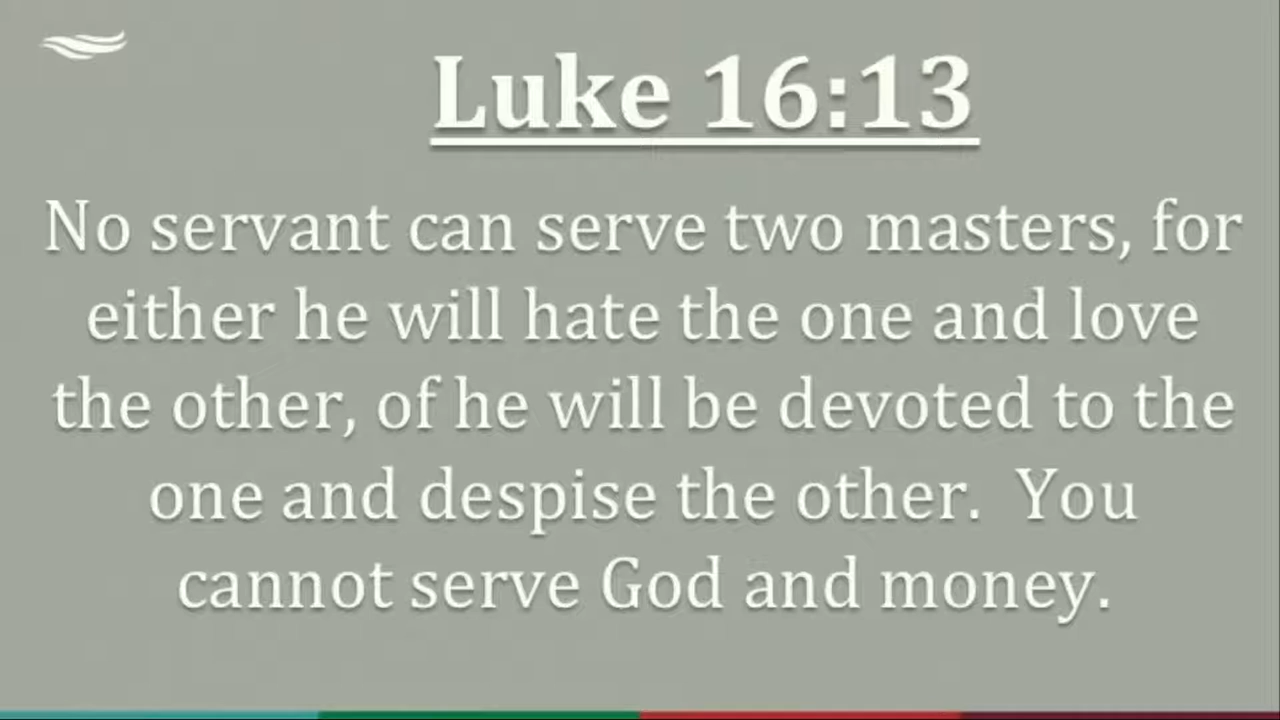 Luke 16:13
No servant can serve two masters, for
either he will hate the one and love
the other, of he will be devoted to the
one and despise the other.  You
cannot serve God and money.